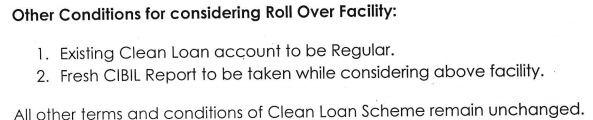 Other Conditions for considering Roll Over Facility:
1. Existing Clean Loan account to be Regular.
2. Fresh CIBIL Report to be taken while considering above facility.
All other terms and conditions of Clean Loan Scheme remain unchanged.